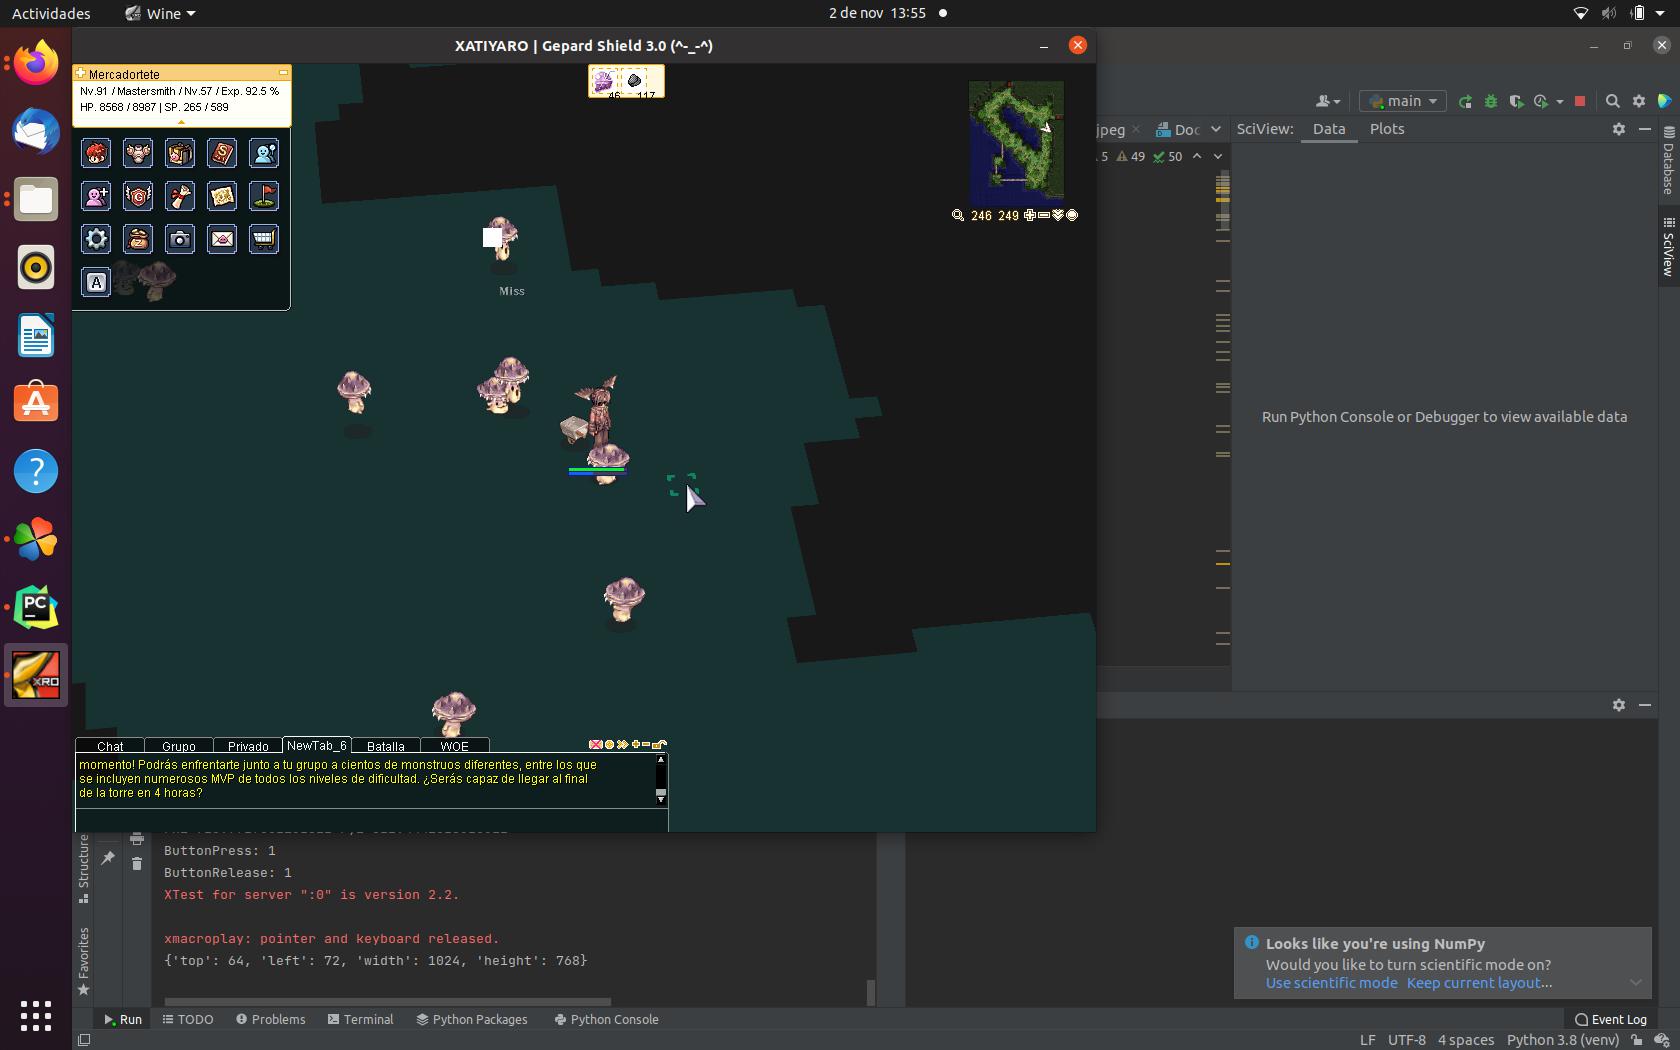 Actividades
Wine
2 de nov 13:55
XATIYARO | Gepard Shield 3.0 (^-_-^)
Mercadortete
Nv.91 / Mastersmith / Nv.57 / Exp. 92.5 %
HP. 8568 / 8987 | SP. 265 / 589
46 117
246 249
Miss
A
Chat Grupo Privado NewTab_6 Batalla WOE
momento! Podrás enfrentarte junto a tu grupo a cientos de monstruos diferentes, entre los que
se incluyen numerosos MVP de todos los niveles de dificultad. ¿Serás capaz de llegar al final
de la torre en 4 horas?
main
jpeg
Doc
SciView: Data Plots
5 49 50
Database
SciView
Run Python Console or Debugger to view available data
PC
XRO
Structure
Favorites
ButtonPress: 1
ButtonRelease: 1
XTest for server ":0" is version 2.2.
xmacroplay: pointer and keyboard released.
{'top': 64, 'left': 72, 'width': 1024, 'height': 768}
Looks like you're using NumPy
Would you like to turn scientific mode on?
Use scientific mode Keep current layout...
Run TODO Problems Terminal Python Packages Python Console
Event Log
LF UTF-8 4 spaces Python 3.8 (venv)